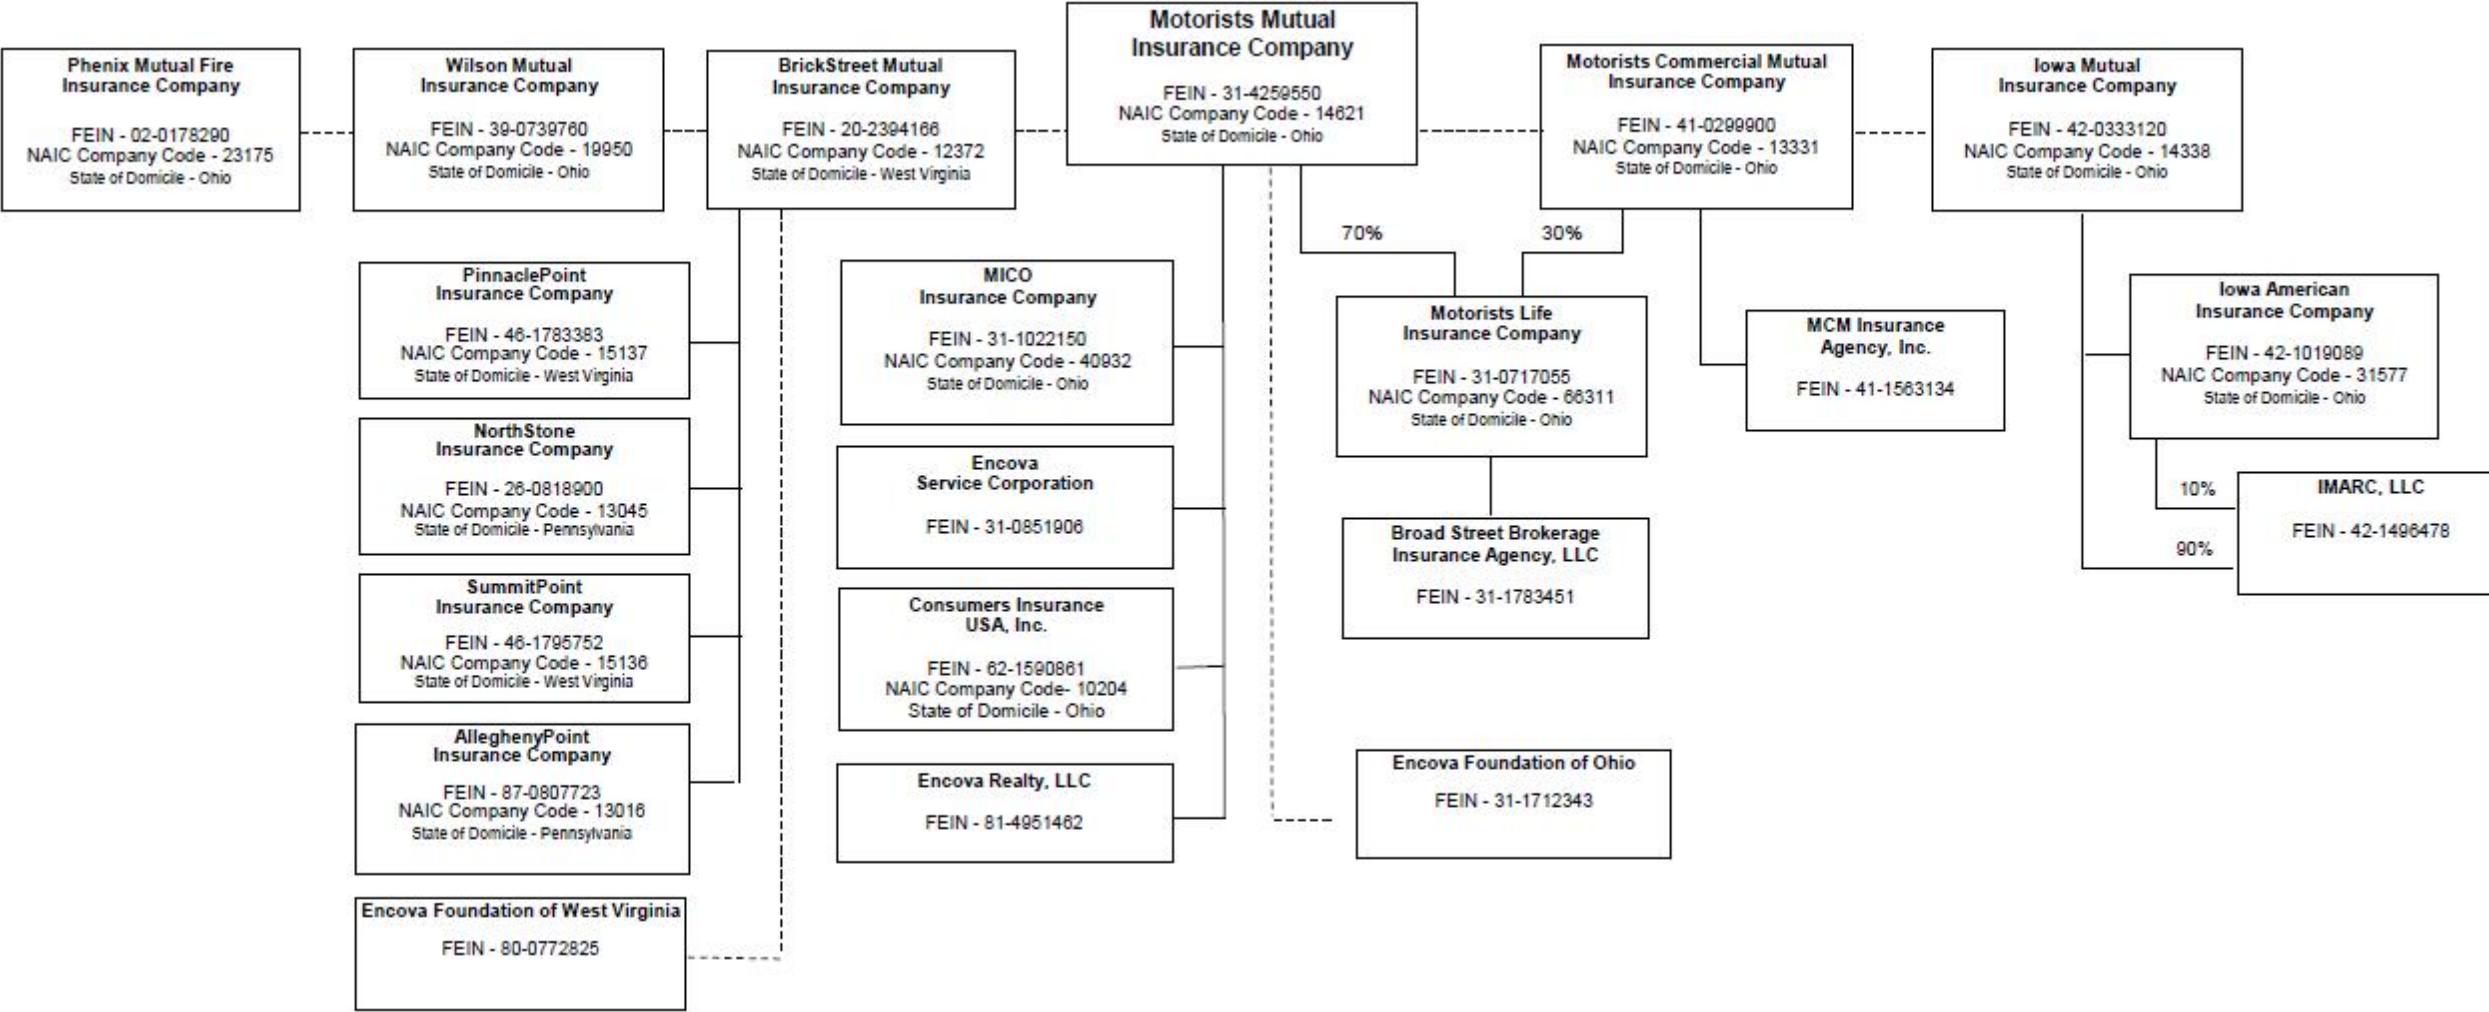 Motorists Mutual
Insurance Company
FEIN - 31-4259550
NAIC Company Code - 14621
State of Domicile - Ohio
Phenix Mutual Fire
Insurance Company
FEIN - 02-0178290
NAIC Company Code - 23175
State of Domicile - Ohio
Wilson Mutual
Insurance Company
FEIN - 39-0739760
NAIC Company Code - 19950
State of Domicile - Ohio
BrickStreet Mutual
Insurance Company
FEIN - 20-2394166
NAIC Company Code - 12372
State of Domicile - West Virginia
Motorists Commercial Mutual
Insurance Company
FEIN - 41-0299900
NAIC Company Code - 13331
State of Domicile - Ohio
Iowa Mutual
Insurance Company
FEIN - 42-0333120
NAIC Company Code - 14338
State of Domicile - Ohio
70%
30%
PinnaclePoint
Insurance Company
FEIN - 46-1783383
NAIC Company Code - 15137
State of Domicile - West Virginia
NorthStone
Insurance Company
FEIN - 26-0818900
NAIC Company Code - 13045
State of Domicile - Pennsylvania
SummitPoint
Insurance Company
FEIN - 46-1795752
NAIC Company Code - 15136
State of Domicile - West Virginia
AlleghenyPoint
Insurance Company
FEIN - 87-0807723
NAIC Company Code - 13016
State of Domicile - Pennsylvania
Encova Foundation of West Virginia
FEIN - 80-0772825
MICO
Insurance Company
FEIN - 31-1022150
NAIC Company Code - 40932
State of Domicile - Ohio
Encova
Service Corporation
FEIN - 31-0851906
Consumers Insurance
USA, Inc.
FEIN - 62-1590861
NAIC Company Code- 10204
State of Domicile - Ohio
Encova Realty, LLC
FEIN - 81-4951462
Motorists Life
Insurance Company
FEIN - 31-0717055
NAIC Company Code - 66311
State of Domicile - Ohio
Broad Street Brokerage
Insurance Agency, LLC
FEIN - 31-1783451
Encova Foundation of Ohio
FEIN - 31-1712343
MCM Insurance
Agency, Inc.
FEIN - 41-1563134
Iowa American
Insurance Company
FEIN - 42-1019089
NAIC Company Code - 31577
State of Domicile - Ohio
10%
90%
IMARC, LLC
FEIN - 42-1496478